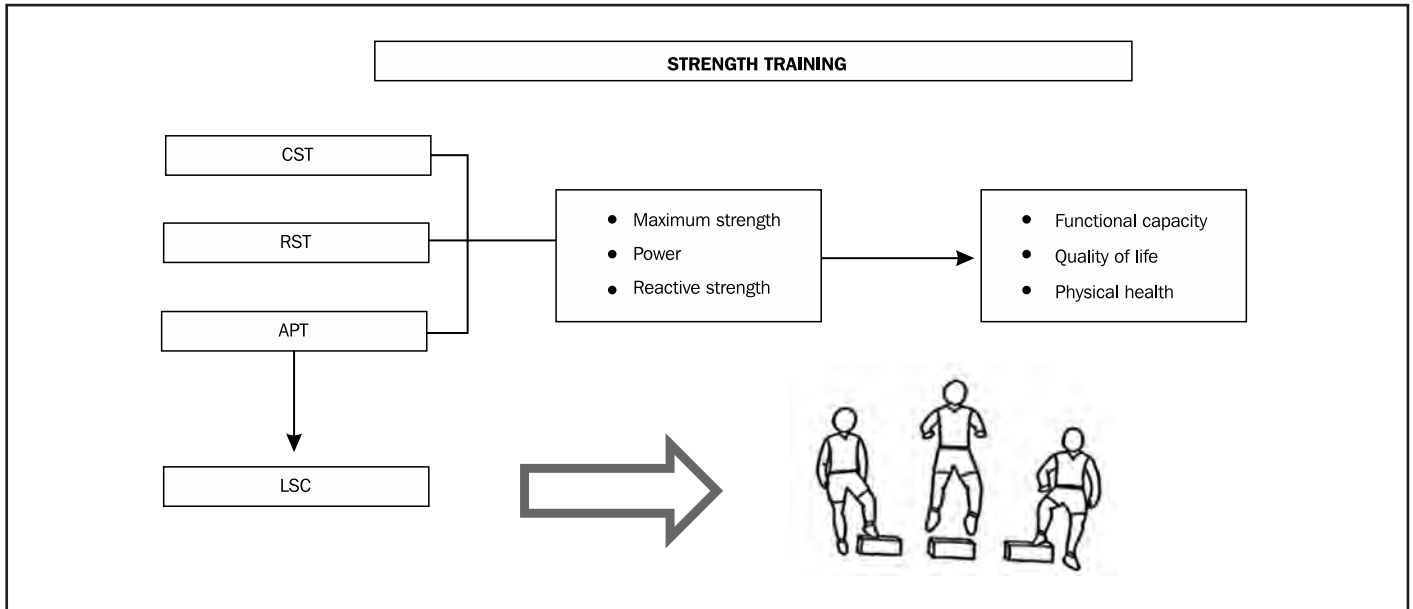 STRENGTH TRAINING
CST
RST
APT
LSC
● Maximum strength
● Power
● Reactive strength
● Functional capacity
● Quality of life
● Physical health